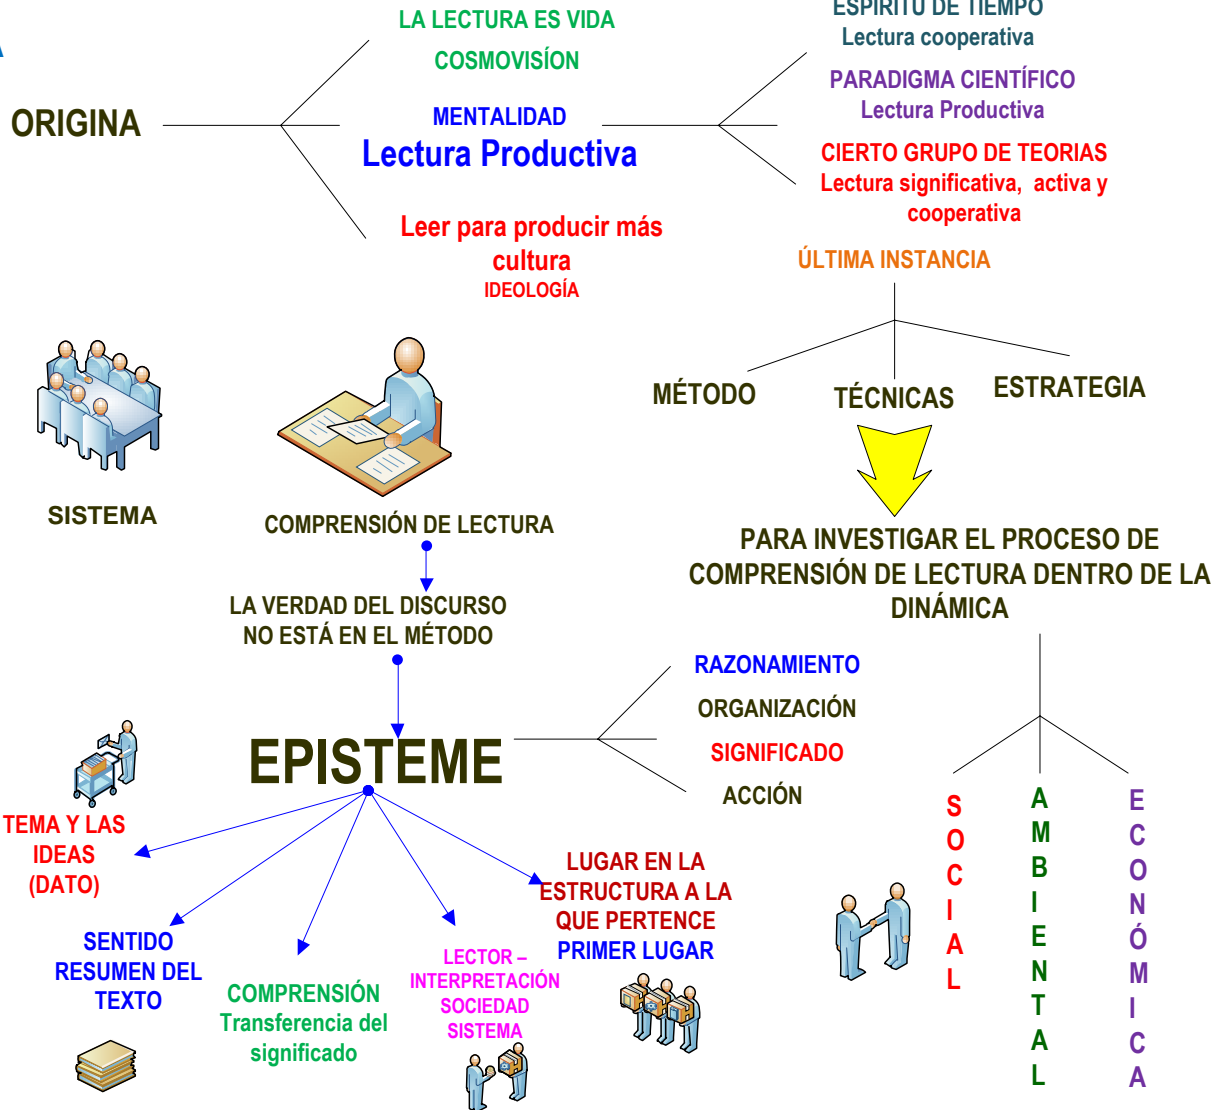 A
ORIGINA
LA LECTURA ES VIDA
COSMOVISÍON
MENTALIDAD
Lectura Productiva
Leer para producir más
cultura
IDEOLOGÍA
ESPIRITU DE TIEMPO
Lectura cooperativa
PARADIGMA CIENTÍFICO
Lectura Productiva
CIERTO GRUPO DE TEORIAS
Lectura significativa, activa y
cooperativa
ÚLTIMA INSTANCIA
MÉTODO
TÉCNICAS
ESTRATEGIA
PARA INVESTIGAR EL PROCESO DE
COMPRENSIÓN DE LECTURA DENTRO DE LA
DINÁMICA
SOCIAL
AMBIENTAL
ECONÓMICA
SISTEMA
COMPRENSIÓN DE LECTURA
LA VERDAD DEL DISCURSO
NO ESTÁ EN EL MÉTODO
EPISTEME
RAZONAMIENTO
ORGANIZACIÓN
SIGNIFICADO
ACCIÓN
TEMA Y LAS
IDEAS
(DATO)
SENTIDO
RESUMEN DEL
TEXTO
COMPRENSIÓN
Transferencia del
significado
LECTOR –
INTERPRETACIÓN
SOCIEDAD
SISTEMA
LUGAR EN LA
ESTRUCTURA A LA
QUE PERTENCE
PRIMER LUGAR